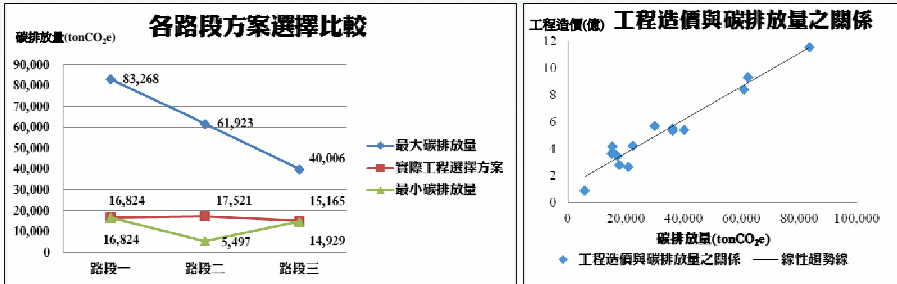 各路段方案選擇比較
碳排放量(tonCO₂e)
90,000
80,000
70,000
60,000
50,000
40,000
30,000
20,000
10,000
0
83,268
61,923
40,006
16,824
17,521
15,165
16,824
5,497
14,929
路段一
路段二
路段三
最大碳排放量
實際工程選擇方案
最小碳排放量
工程造價與碳排放量之關係
工程造價(億)
12
10
8
6
4
2
0
0
20,000
40,000
60,000
80,000
100,000
碳排放量(tonCO₂e)
工程造價與碳排放量之關係
線性趨勢線